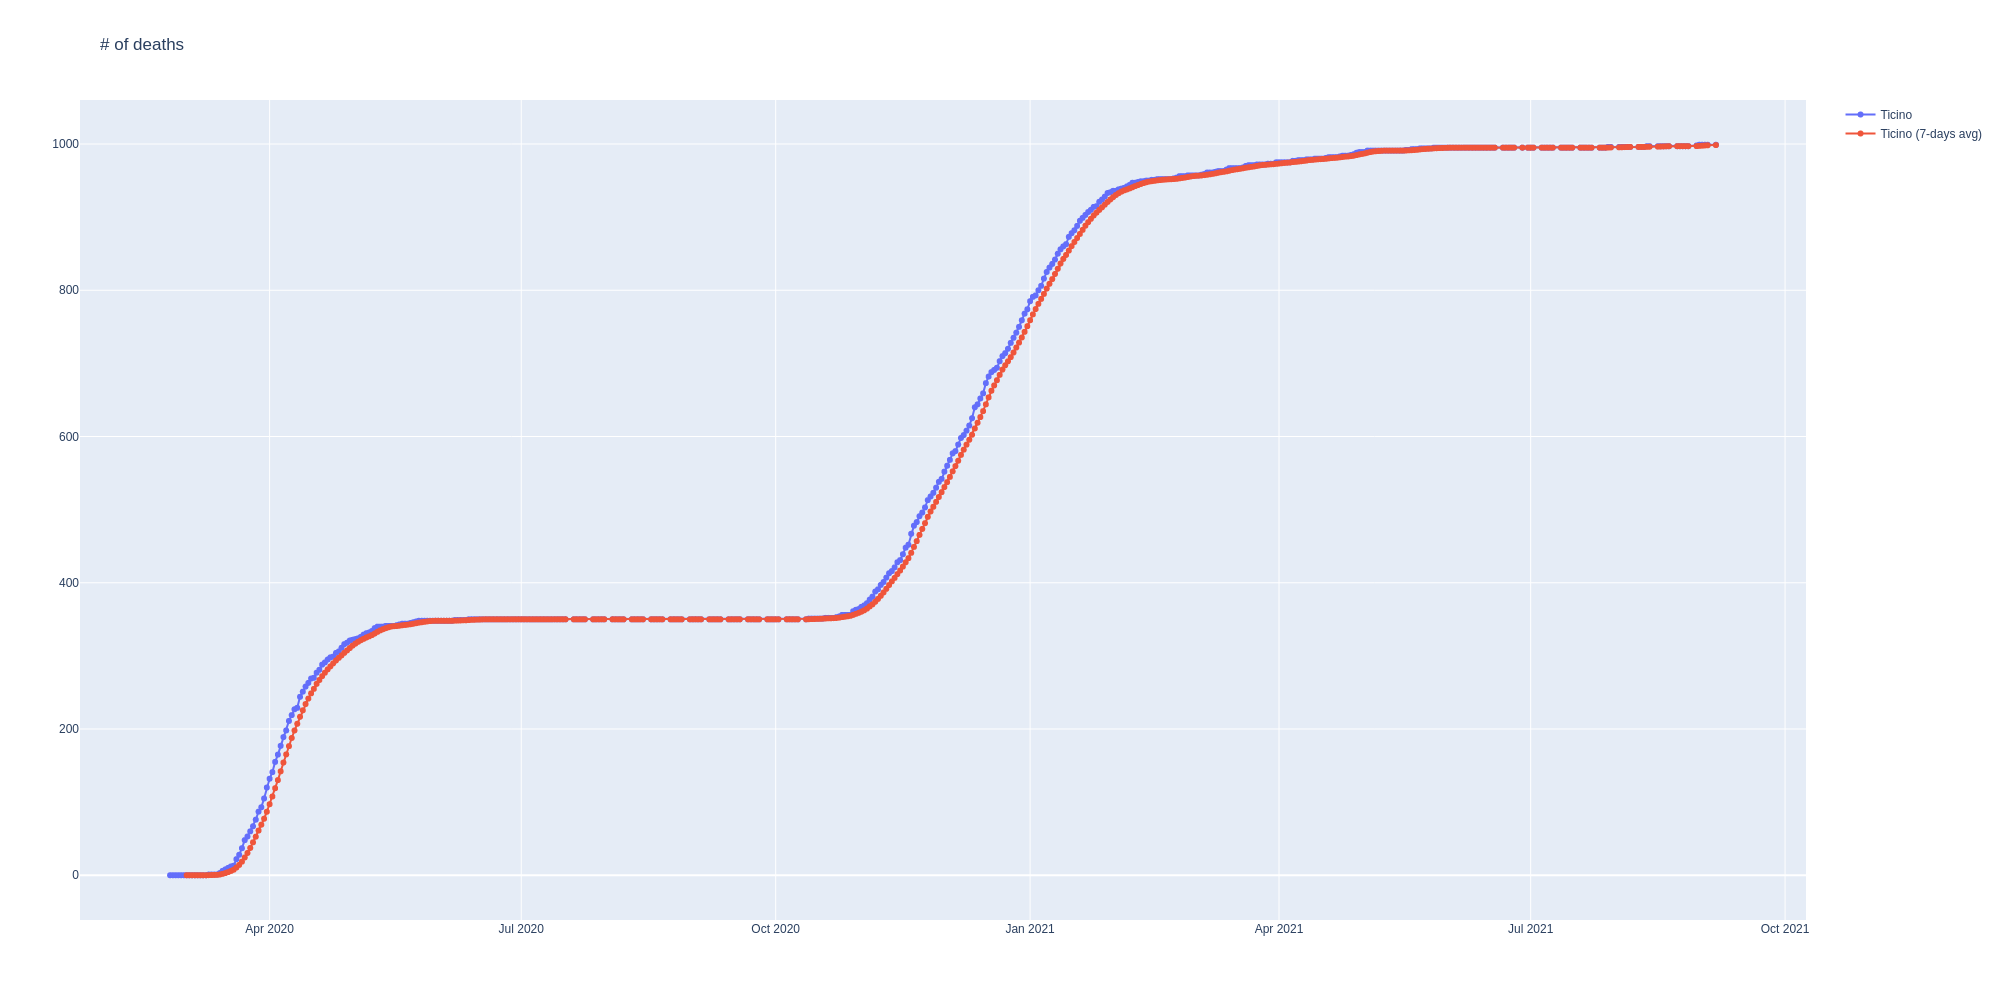 # of deaths
Ticino
Ticino (7-days avg)
1000
800
600
400
200
0
Apr 2020
Jul 2020
Oct 2020
Jan 2021
Apr 2021
Jul 2021
Oct 2021